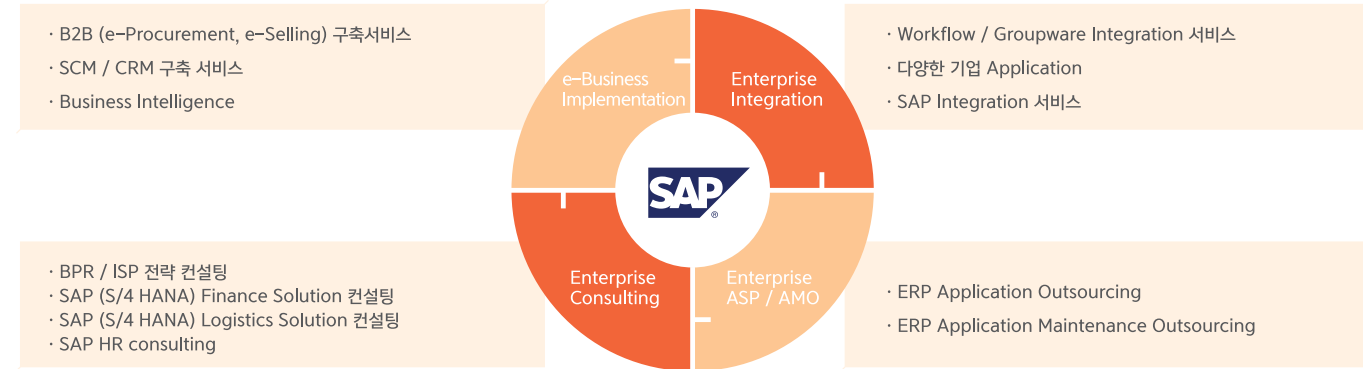 · B2B (e-Procurement, e-Selling) 구축서비스
· SCM / CRM 구축 서비스
· Business Intelligence
e-Business
Implementation
Enterprise
Integration
· Workflow / Groupware Integration 서비스
· 다양한 기업 Application
· SAP Integration 서비스
SAP®
· BPR / ISP 전략 컨설팅
· SAP (S/4 HANA) Finance Solution 컨설팅
· SAP (S/4 HANA) Logistics Solution 컨설팅
· SAP HR consulting
Enterprise
Consulting
Enterprise
ASP / AMO
· ERP Application Outsourcing
· ERP Application Maintenance Outsourcing